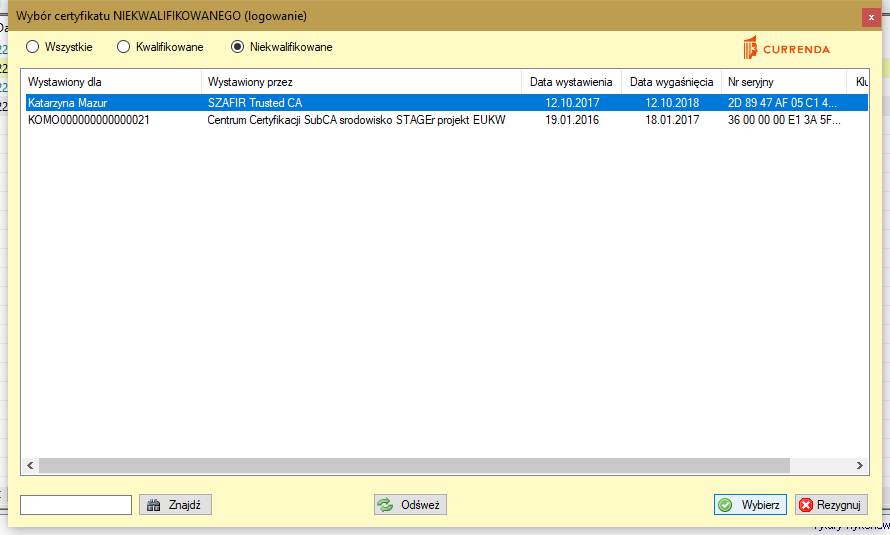 Wybór certyfikatu NIEKWALIFIKOWANEGO (logowanie)
Wszystkie Kwalifikowane Niekwalifikowane
CURRENDA
Wystawiony dla Wystawiony przez Data wystawienia Data wygaśnięcia Nr seryjny Klu
Katarzyna Mazur SZAFIR Trusted CA 12.10.2017 12.10.2018 2D 89 47 AF 05 C1 4...
KOMO000000000000021 Centrum Certyfikacji SubCA srodowisko STAGEr projekt EUKW 19.01.2016 18.01.2017 36 00 00 00 E1 3A 5F...
Znajdź Odśwież Wybierz Rezygnuj